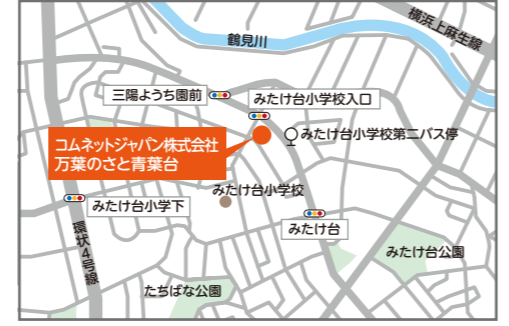 横浜上麻生線
鶴見川
三陽ようち園前
みたけ台小学校入口
コムネットジャパン株式会社
万葉のさと青葉台
みたけ台小学校第二バス停
みたけ台小学校
みたけ台小学下
みたけ台
環状4号線
みたけ台公園
たちばな公園